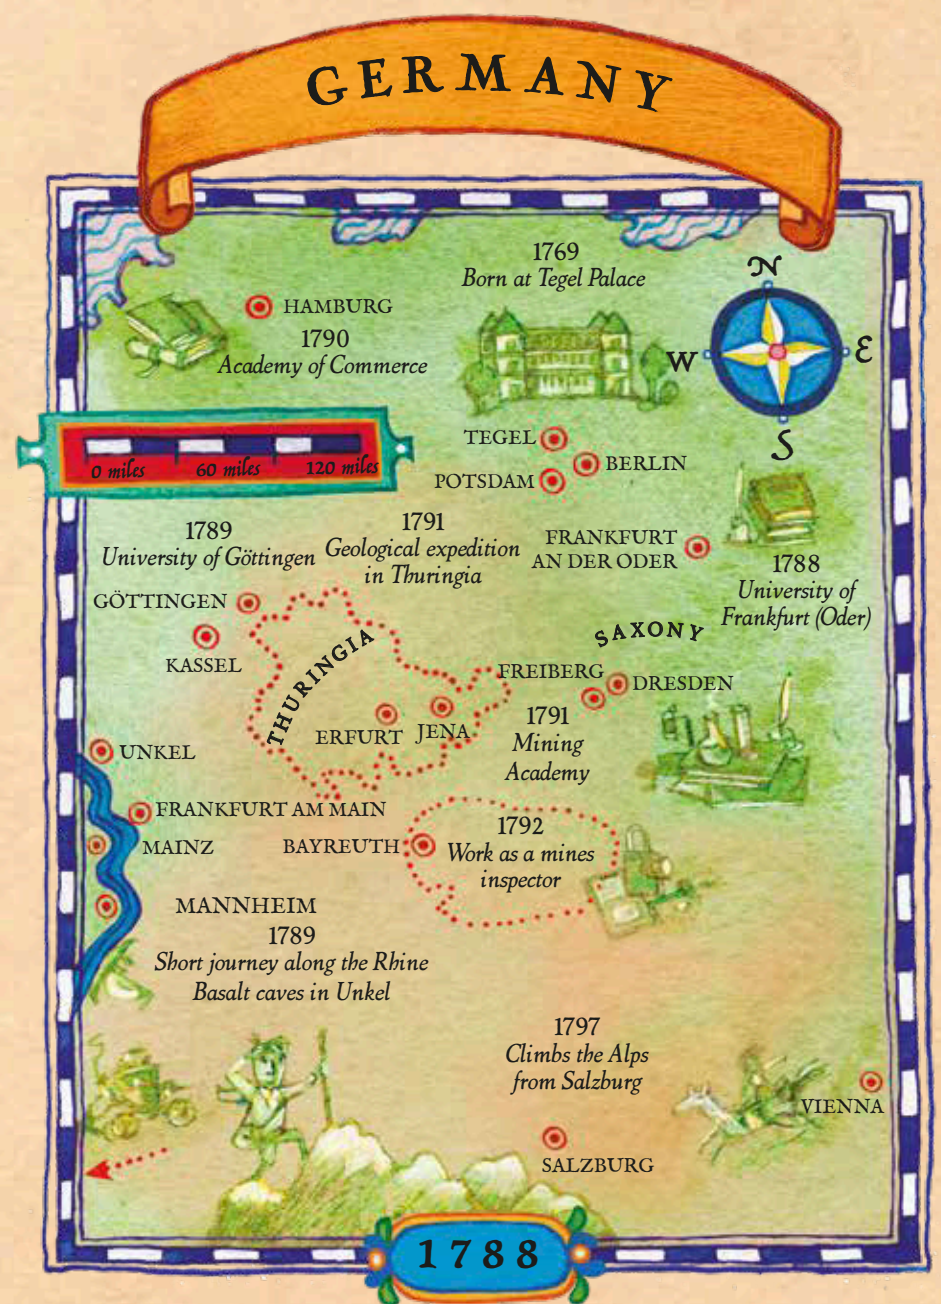 GERMANY
1769
Born at Tegel Palace
N
W
E
S
HAMBURG
1790
Academy of Commerce
0 miles 60 miles 120 miles
TEGEL
BERLIN
POTSDAM
1789
University of Göttingen
1791
Geological expedition
in Thuringia
FRANKFURT
AN DER ODER
1788
University of
Frankfurt (Oder)
GÖTTINGEN
KASSEL
THURINGIA
SAXONY
FREIBERG
DRESDEN
ERFURT
JENA
1791
Mining
Academy
UNKEL
FRANKFURT AM MAIN
MAINZ
BAYREUTH
1792
Work as a mines
inspector
MANNHEIM
1789
Short journey along the Rhine
Basalt caves in Unkel
1797
Climbs the Alps
from Salzburg
VIENNA
SALZBURG
1788